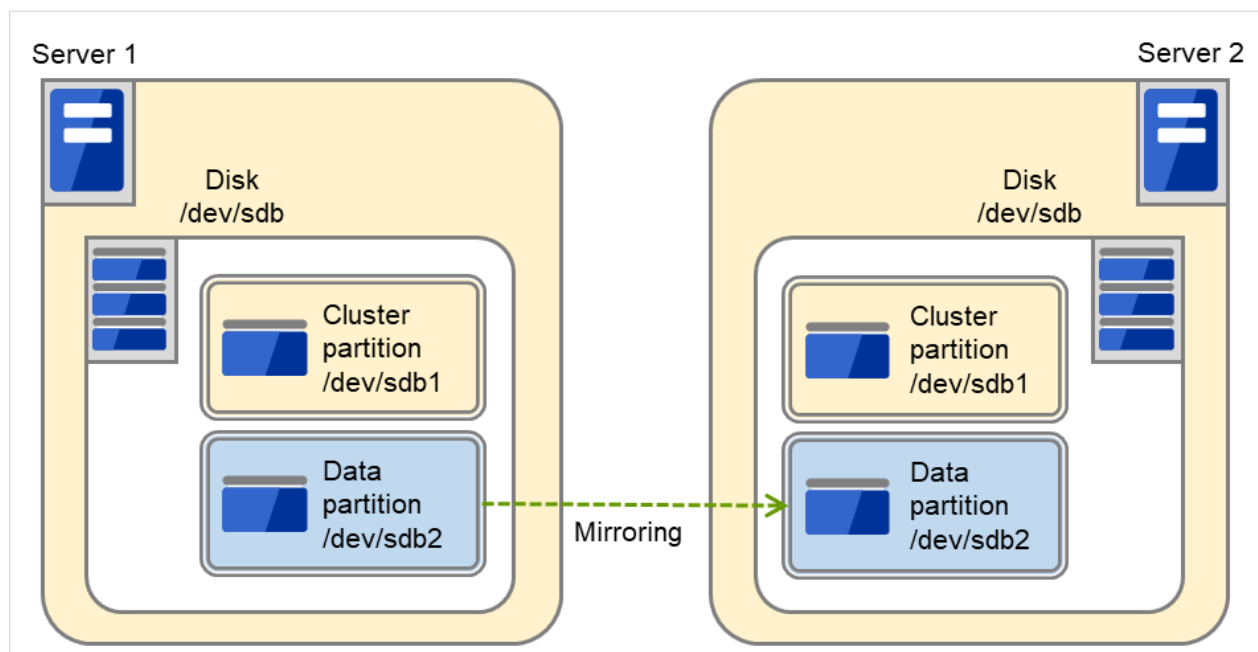 Server 1
Server 2
Disk
/dev/sdb
Disk
/dev/sdb
Cluster
partition
/dev/sdb1
Cluster
partition
/dev/sdb1
Data
partition
/dev/sdb2
Mirroring
Data
partition
/dev/sdb2